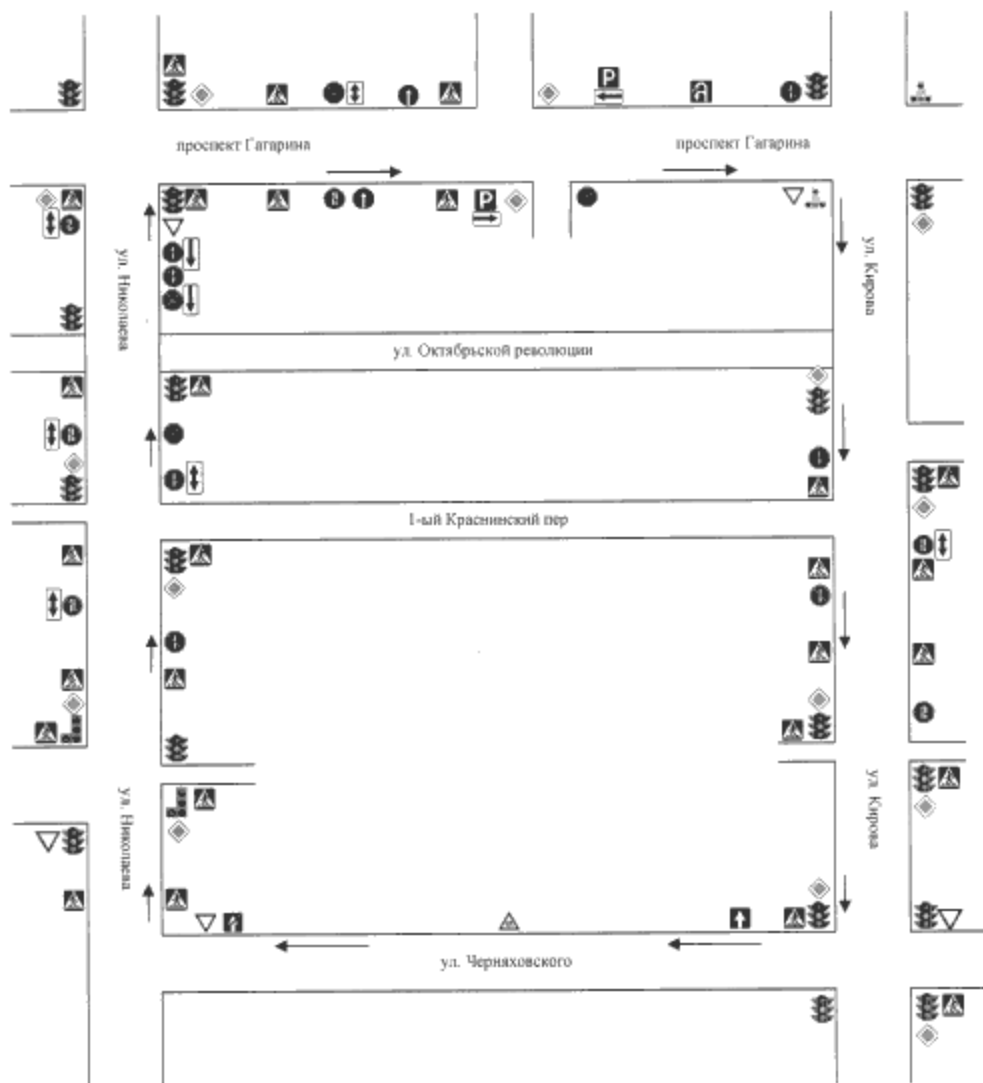 проспект Гагарина
проспект Гагарина
P
P
ул. Николаева
ул. Кирова
ул. Октябрьской революции
1-ый Краснинский пер
ул. Николаева
ул. Кирова
ул. Черняховского